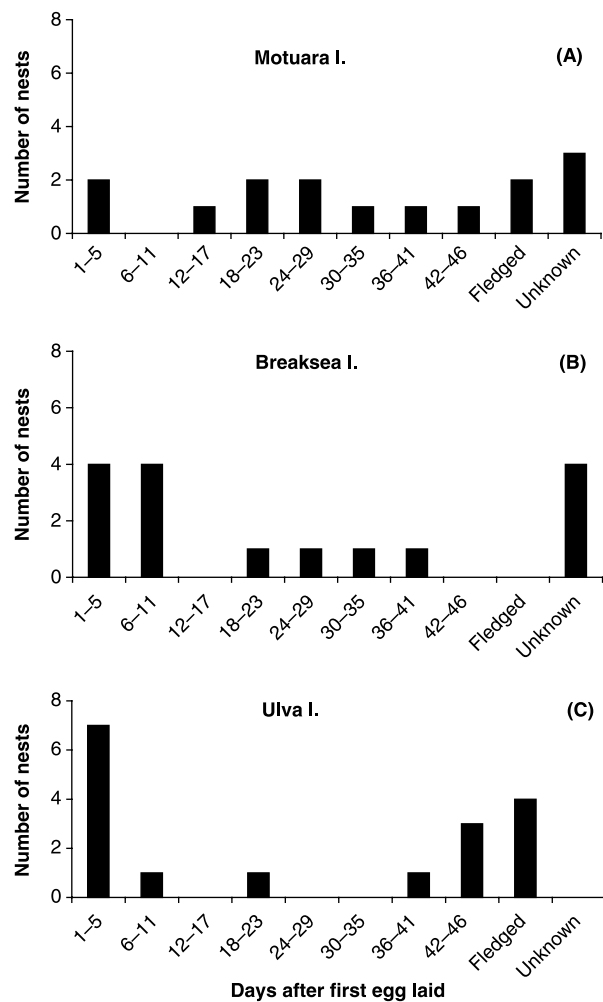 Motuara I.
(A)
Number of nests
8
6
4
2
0
1–5
6–11
12–17
18–23
24–29
30–35
36–41
42–46
Fledged
Unknown
Breaksea I.
(B)
Number of nests
8
6
4
2
0
1–5
6–11
12–17
18–23
24–29
30–35
36–41
42–46
Fledged
Unknown
Ulva I.
(C)
Number of nests
8
6
4
2
0
1–5
6–11
12–17
18–23
24–29
30–35
36–41
42–46
Fledged
Unknown
Days after first egg laid